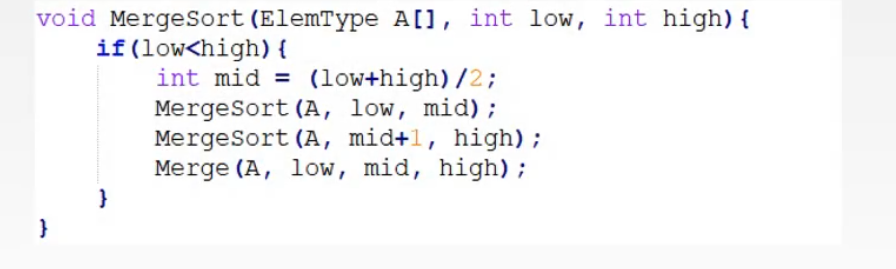 void MergeSort(ElemType A[], int low, int high){
    if(low<high){
        int mid = (low+high)/2;
        MergeSort(A, low, mid);
        MergeSort(A, mid+1, high);
        Merge(A, low, mid, high);
    }
}